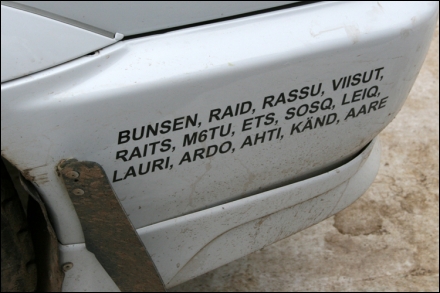 BUNSEN, RAID, RASSU, VIISUT,
RAITS, M6TU, ETS, SOSQ, LEIQ,
LAURI, ARDO, AHTI, KÄND, AARE